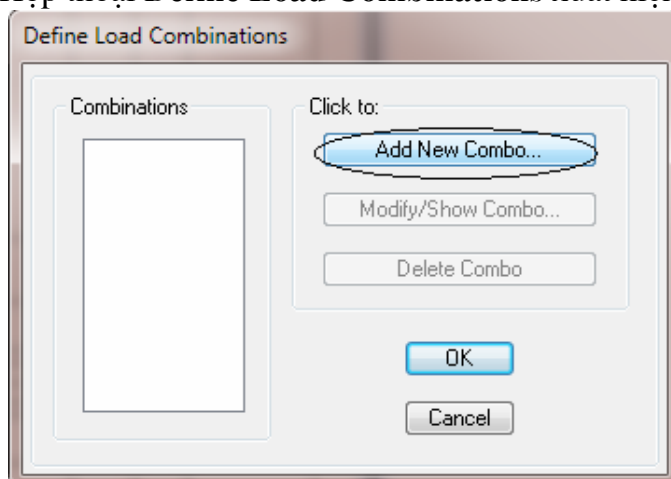 Define Load Combinations
Combinations
Click to:
Add New Combo...
Modify/Show Combo...
Delete Combo
OK
Cancel